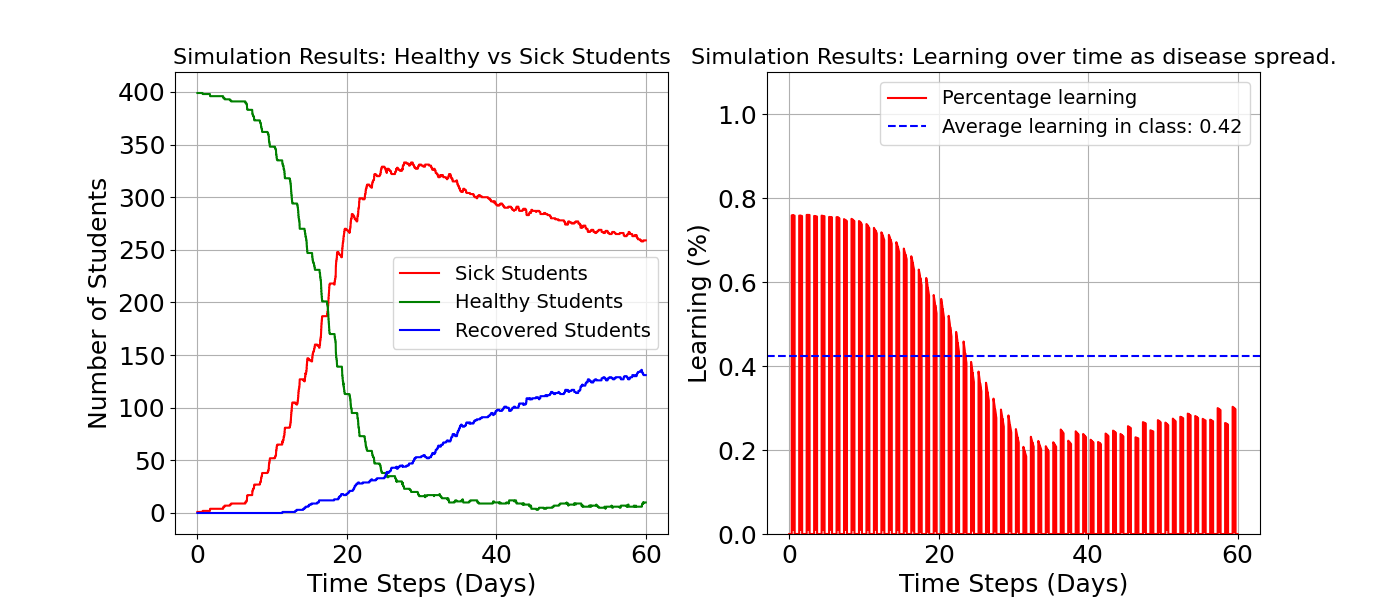 Simulation Results: Healthy vs Sick Students
400
350
300
250
200
150
100
50
0
Number of Students
Sick Students
Healthy Students
Recovered Students
0 20 40 60
Time Steps (Days)
Simulation Results: Learning over time as disease spread.
1.0
0.8
0.6
0.4
0.2
0.0
Learning (%)
Percentage learning
Average learning in class: 0.42
0 20 40 60
Time Steps (Days)